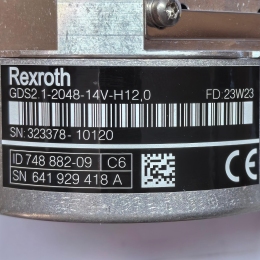 Rexroth
GDS2.1-2048-14V-H12,0 FD.23W23
SN: 323378- 10120
ID 748 882-09 C6
SN 641 929 418 A
CE